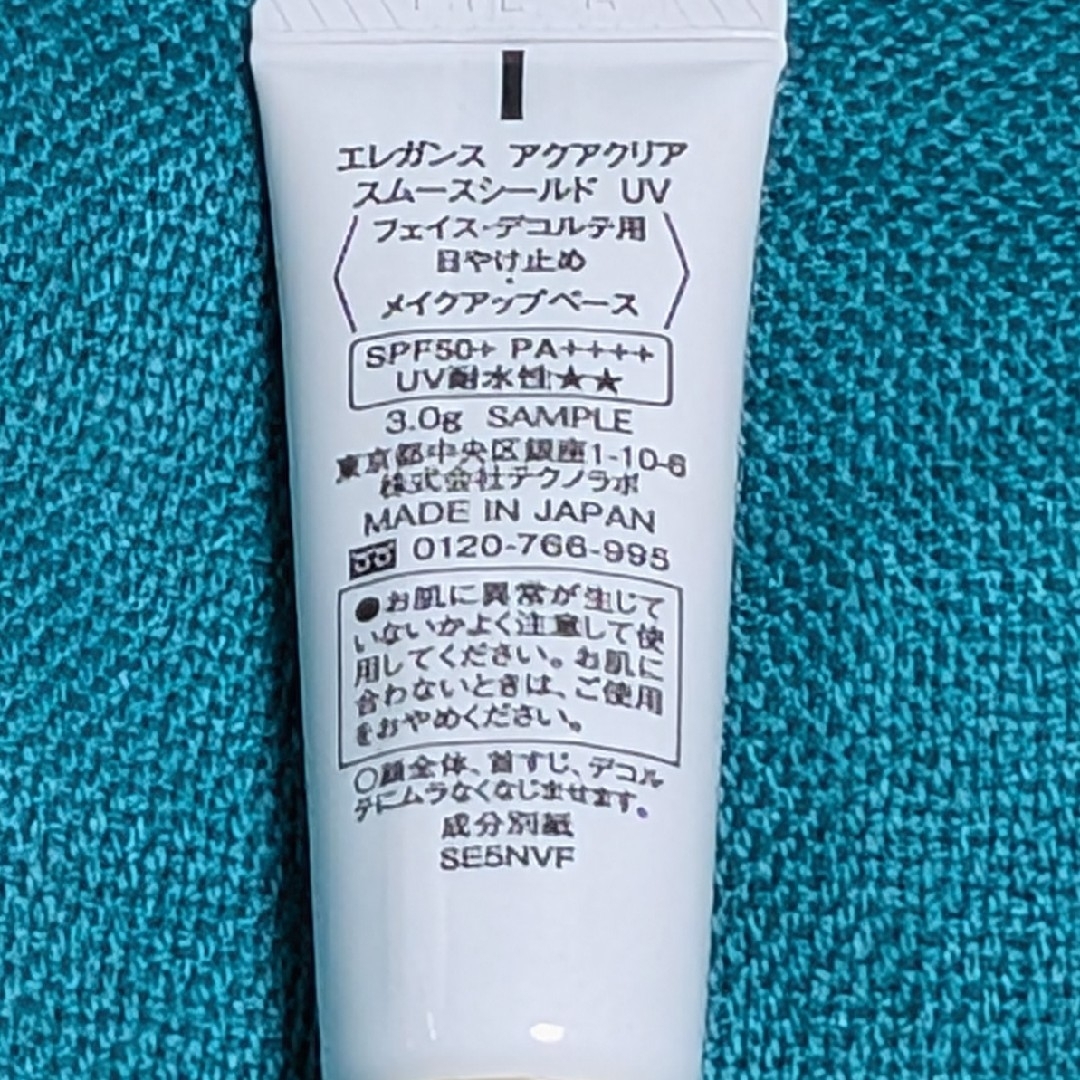 エレガンス アクアクリア
スムースシールド UV
フェイス・デコルテ用
日やけ止め
・
メイクアップベース
SPF50+ PA++++
UV耐水性★★
3.0g SAMPLE
東京都中央区銀座1-10-6
株式会社テクノラボ
MADE IN JAPAN
0120-766-995
●お肌に異常が生じて
いないかよく注意して使
用してください。お肌に
合わないときは、ご使用
をおやめください。
○顔全体、首すじ、デコル
テにムラなくなじませます。
成分別紙
SE5NVF